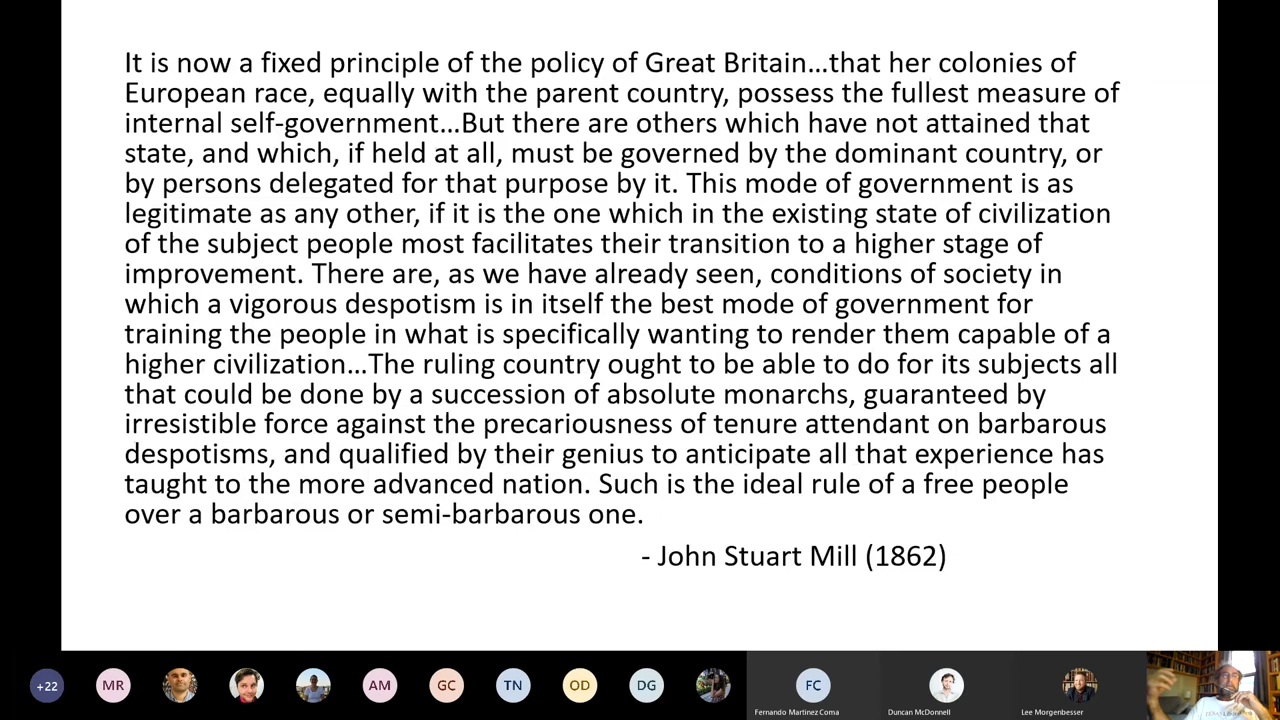 It is now a fixed principle of the policy of Great Britain…that her colonies of
European race, equally with the parent country, possess the fullest measure of
internal self-government…But there are others which have not attained that
state, and which, if held at all, must be governed by the dominant country, or
by persons delegated for that purpose by it. This mode of government is as
legitimate as any other, if it is the one which in the existing state of civilization
of the subject people most facilitates their transition to a higher stage of
improvement. There are, as we have already seen, conditions of society in
which a vigorous despotism is in itself the best mode of government for
training the people in what is specifically wanting to render them capable of a
higher civilization…The ruling country ought to be able to do for its subjects all
that could be done by a succession of absolute monarchs, guaranteed by
irresistible force against the precariousness of tenure attendant on barbarous
despotisms, and qualified by their genius to anticipate all that experience has
taught to the more advanced nation. Such is the ideal rule of a free people
over a barbarous or semi-barbarous one.
- John Stuart Mill (1862)
+22 MR AM GC TN OD DG FC
Fernando Martinez Coma Duncan McDonnell Lee Morgenbesser